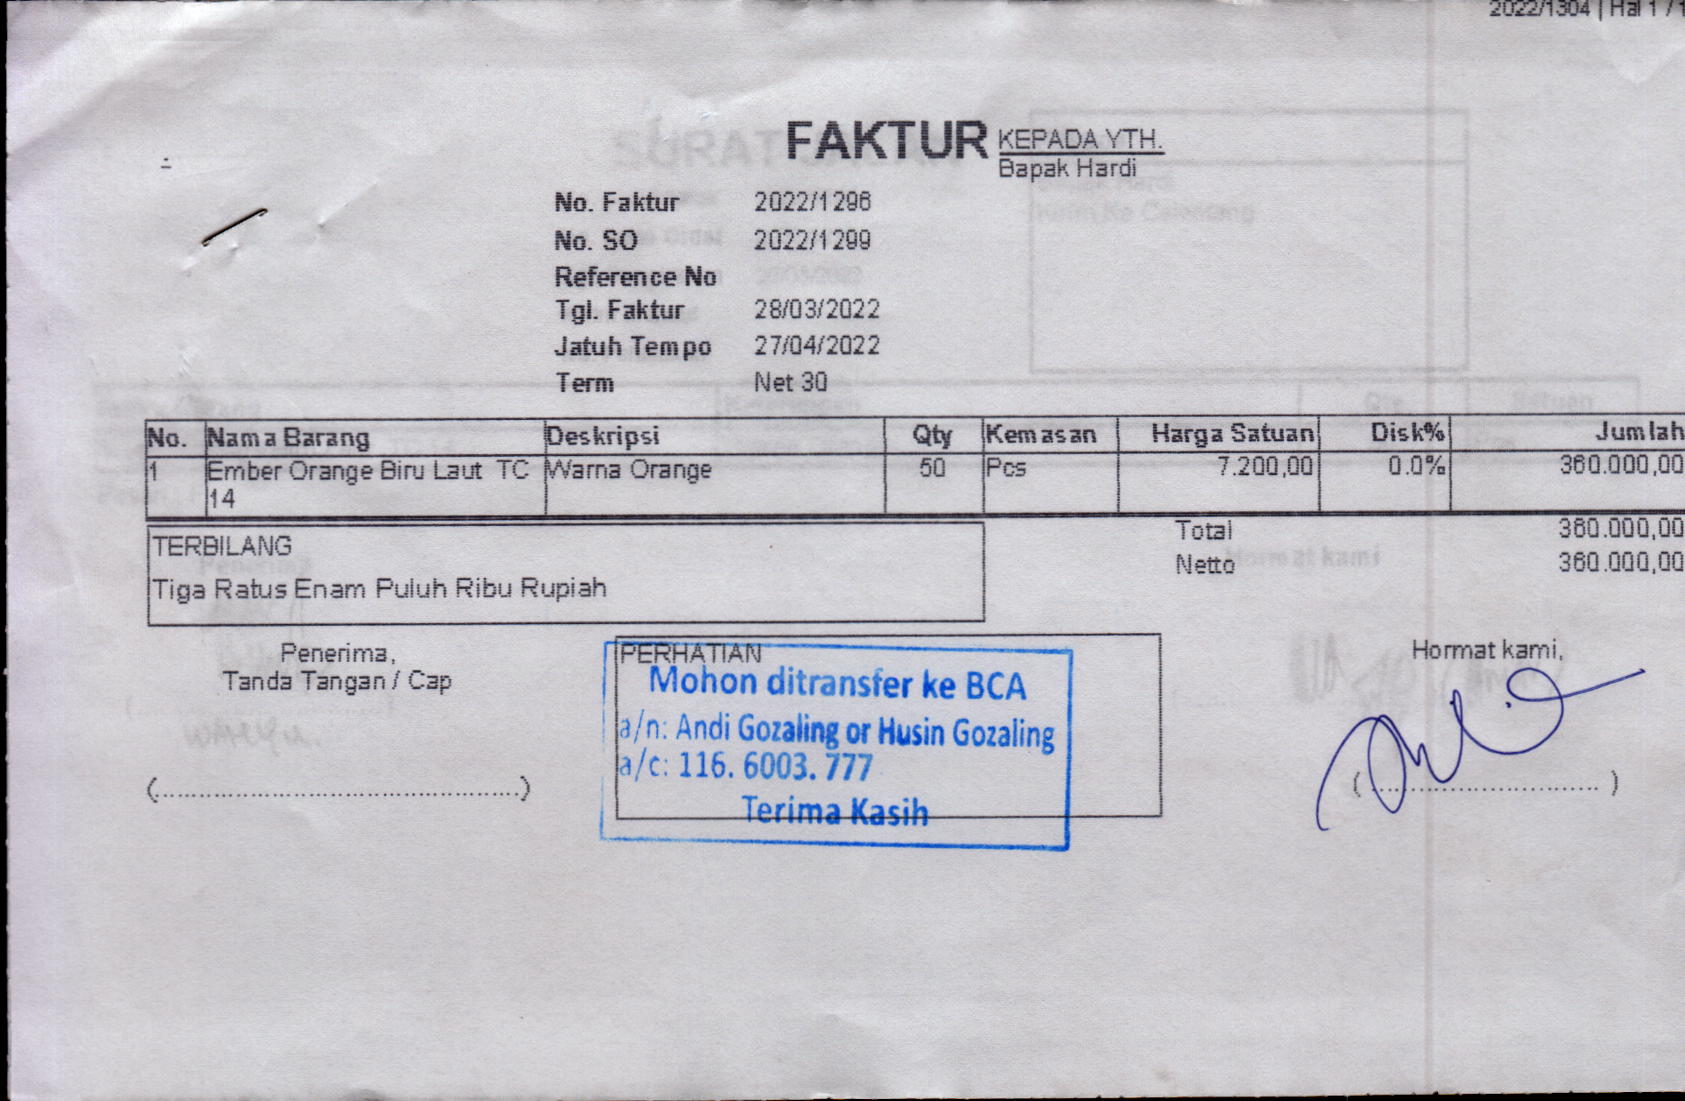 2022/1304 | Hal 1 / 1
FAKTUR
KEPADA YTH.
Bapak Hardi
No. Faktur 2022/1296
No. SO 2022/1299
Reference No
Tgl. Faktur 28/03/2022
Jatuh Tempo 27/04/2022
Term Net 30
No. Nama Barang Deskripsi Qty Kemasan Harga Satuan Disk% Jumlah
1 Ember Orange Biru Laut TC Warna Orange 50 Pcs 7.200,00 0.0% 360.000,00
14
Total 360.000,00
Netto 360.000,00
TERBILANG
Tiga Ratus Enam Puluh Ribu Rupiah
Penerima,
Tanda Tangan / Cap
(..............................................)
PERHATIAN
Mohon ditransfer ke BCA
a/n: Andi Gozaling or Husin Gozaling
a/c: 116. 6003. 777
Terima Kasih
Hormat kami,
(..............................)